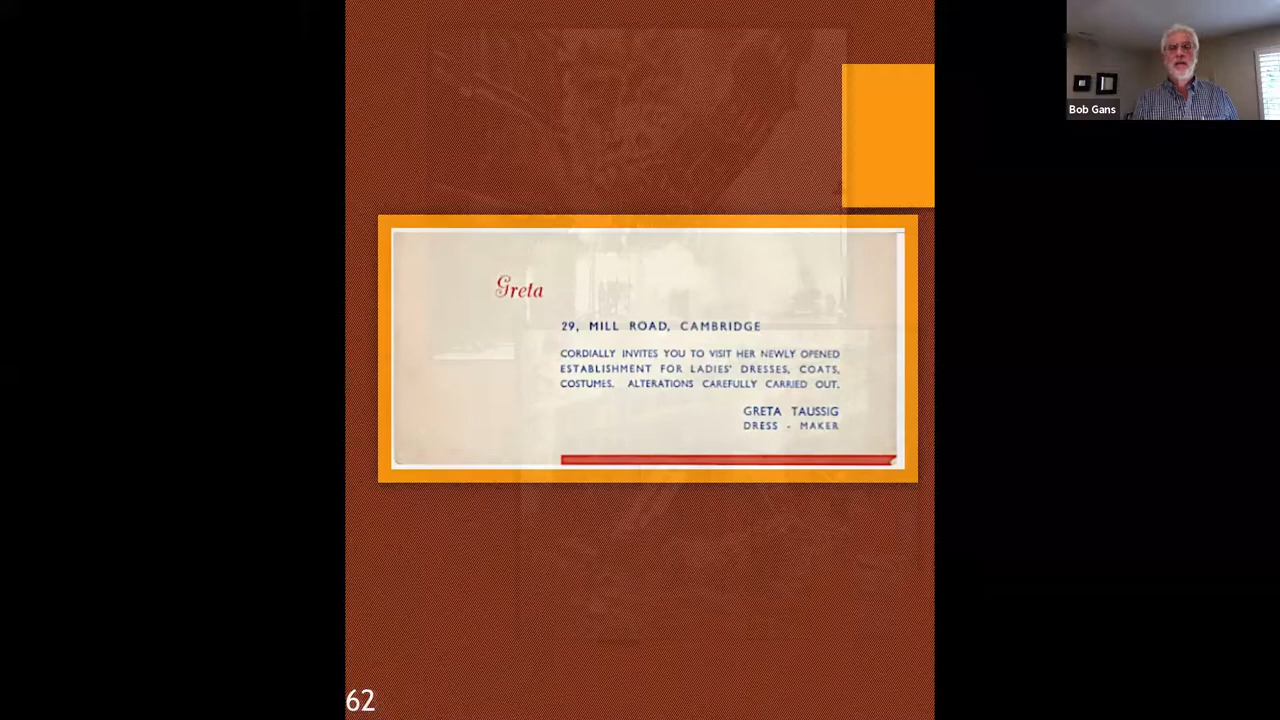 Bob Gans
Greta
29, MILL ROAD, CAMBRIDGE
CORDIALLY INVITES YOU TO VISIT HER NEWLY OPENED
ESTABLISHMENT FOR LADIES' DRESSES, COATS,
COSTUMES. ALTERATIONS CAREFULLY CARRIED OUT.
GRETA TAUSSIG
DRESS - MAKER
62